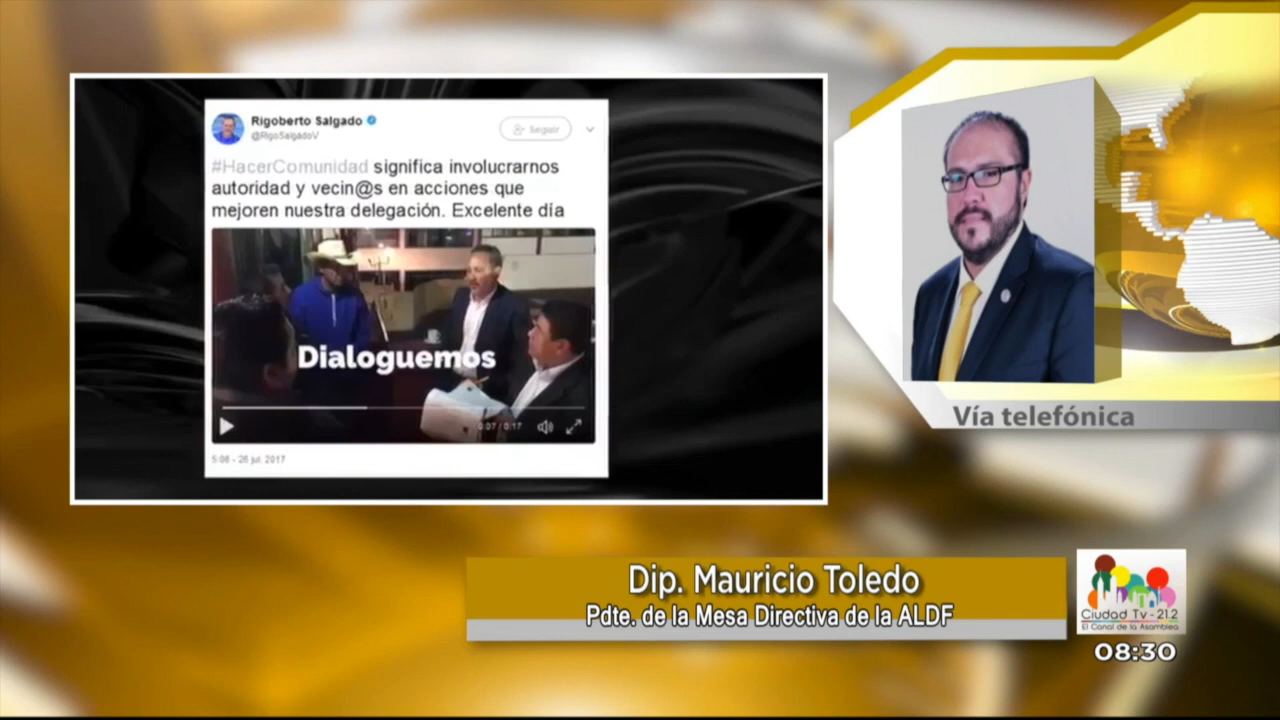 Rigoberto Salgado
@RigoSalgadoV
Seguir
#HacerComunidad significa involucrarnos
autoridad y vecin@s en acciones que
mejoren nuestra delegación. Excelente día
Dialoguemos
0:07 / 0:17
5:06 - 26 jul. 2017
Vía telefónica
Dip. Mauricio Toledo
Pdte. de la Mesa Directiva de la ALDF
Ciudad Tv - 21.2
El Canal de la Asamblea
08:30